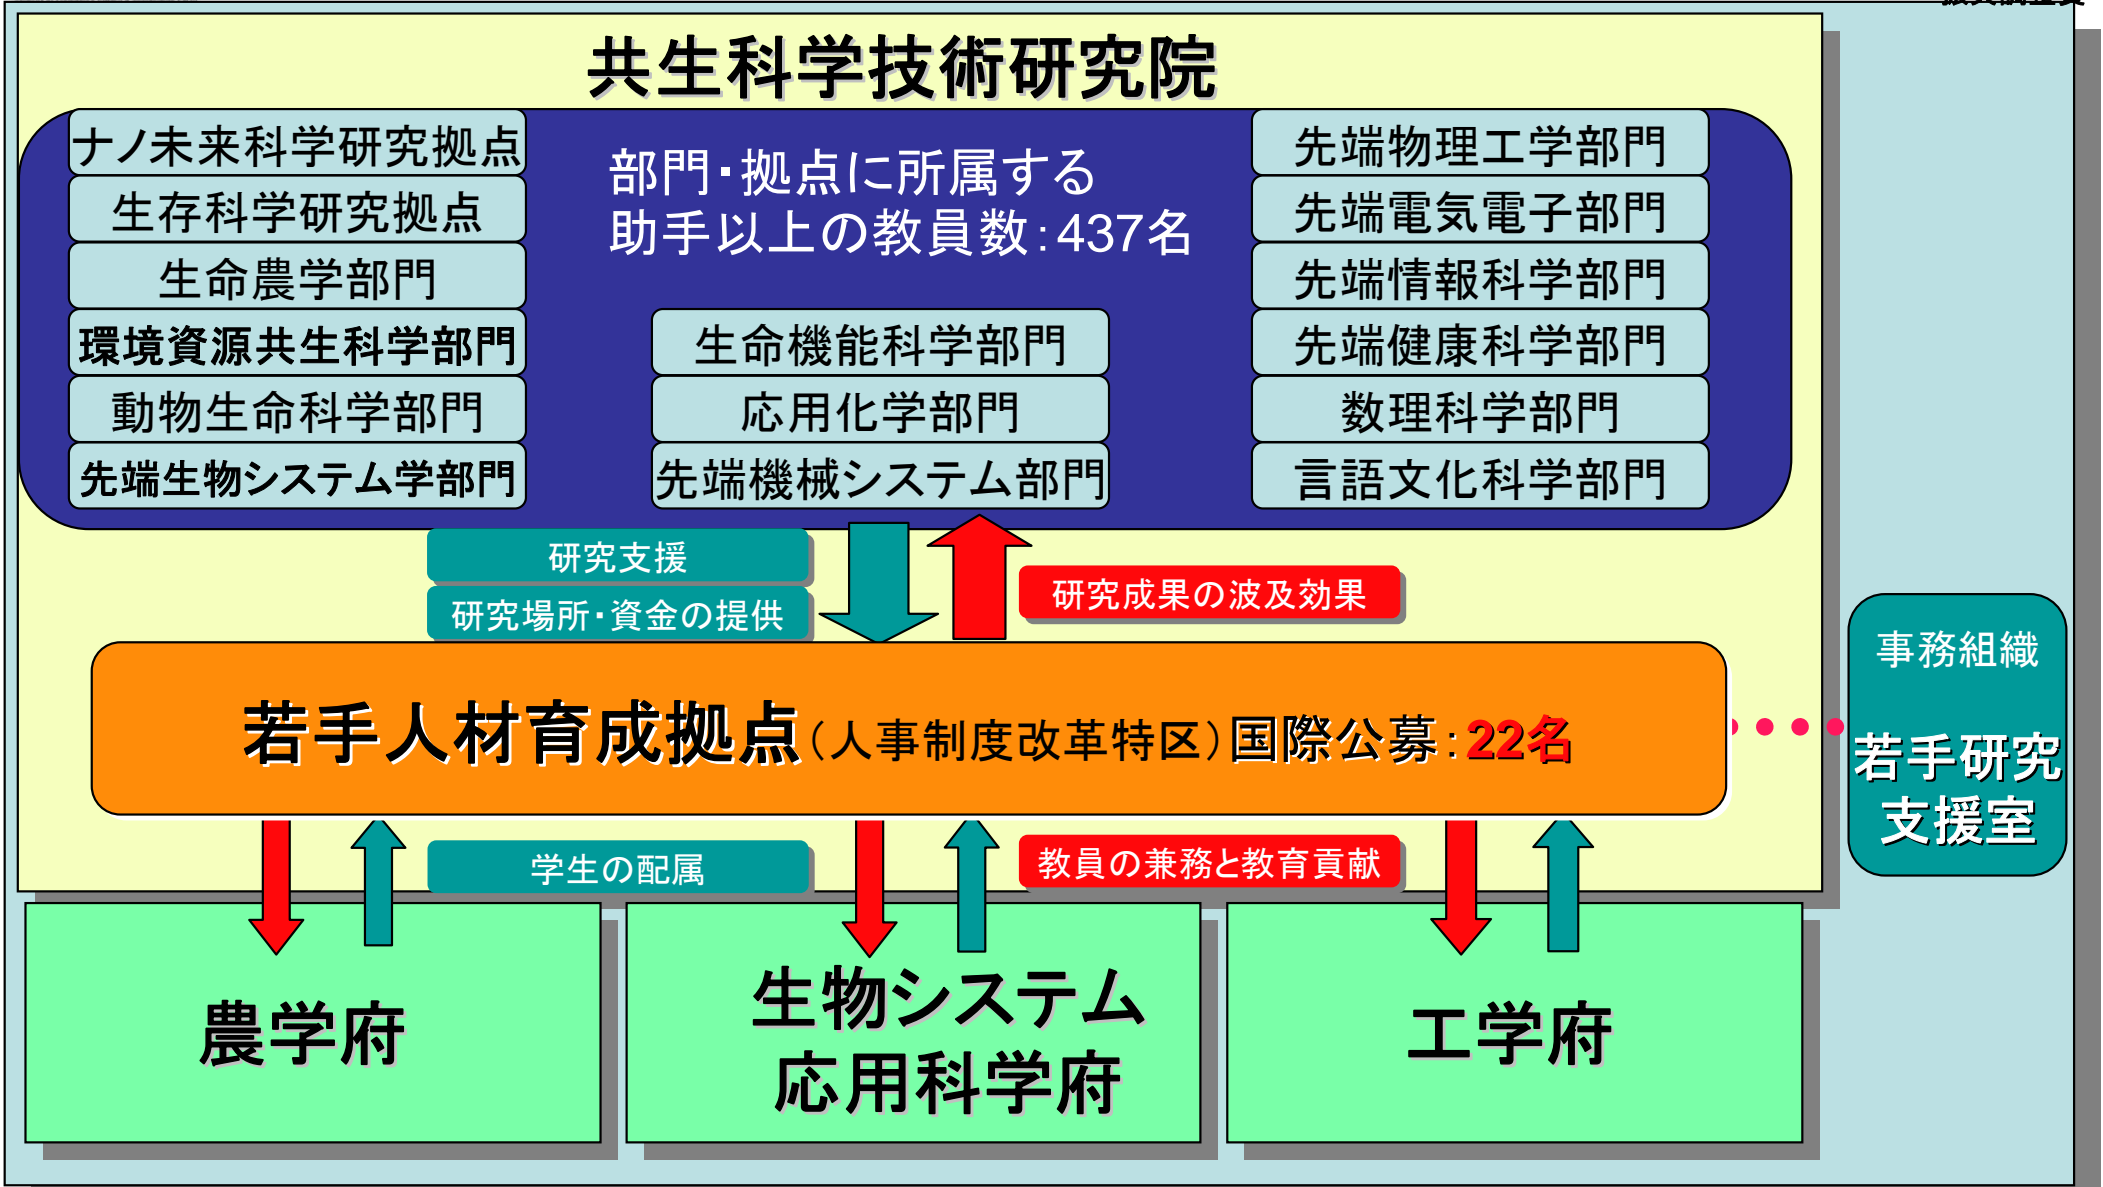 共生科学技術研究院
ナノ未来科学研究拠点
生存科学研究拠点
生命農学部門
環境資源共生科学部門
動物生命科学部門
先端生物システム学部門
部門・拠点に所属する
助手以上の教員数：437名
生命機能科学部門
応用化学部門
先端機械システム部門
先端物理工学部門
先端電気電子部門
先端情報科学部門
先端健康科学部門
数理科学部門
言語文化科学部門
研究支援
研究場所・資金の提供
研究成果の波及効果
若手人材育成拠点（人事制度改革特区）国際公募：22名
事務組織
若手研究
支援室
学生の配属
教員の兼務と教育貢献
農学府
生物システム
応用科学府
工学府